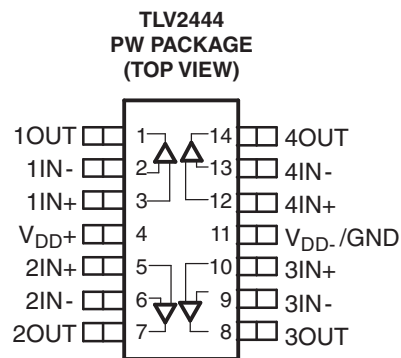 TLV2444
PW PACKAGE
(TOP VIEW)
1OUT 1 14 4OUT
1IN- 2 13 4IN-
1IN+ 3 12 4IN+
VDD+ 4 11 VDD- /GND
2IN+ 5 10 3IN+
2IN- 6 9 3IN-
2OUT 7 8 3OUT